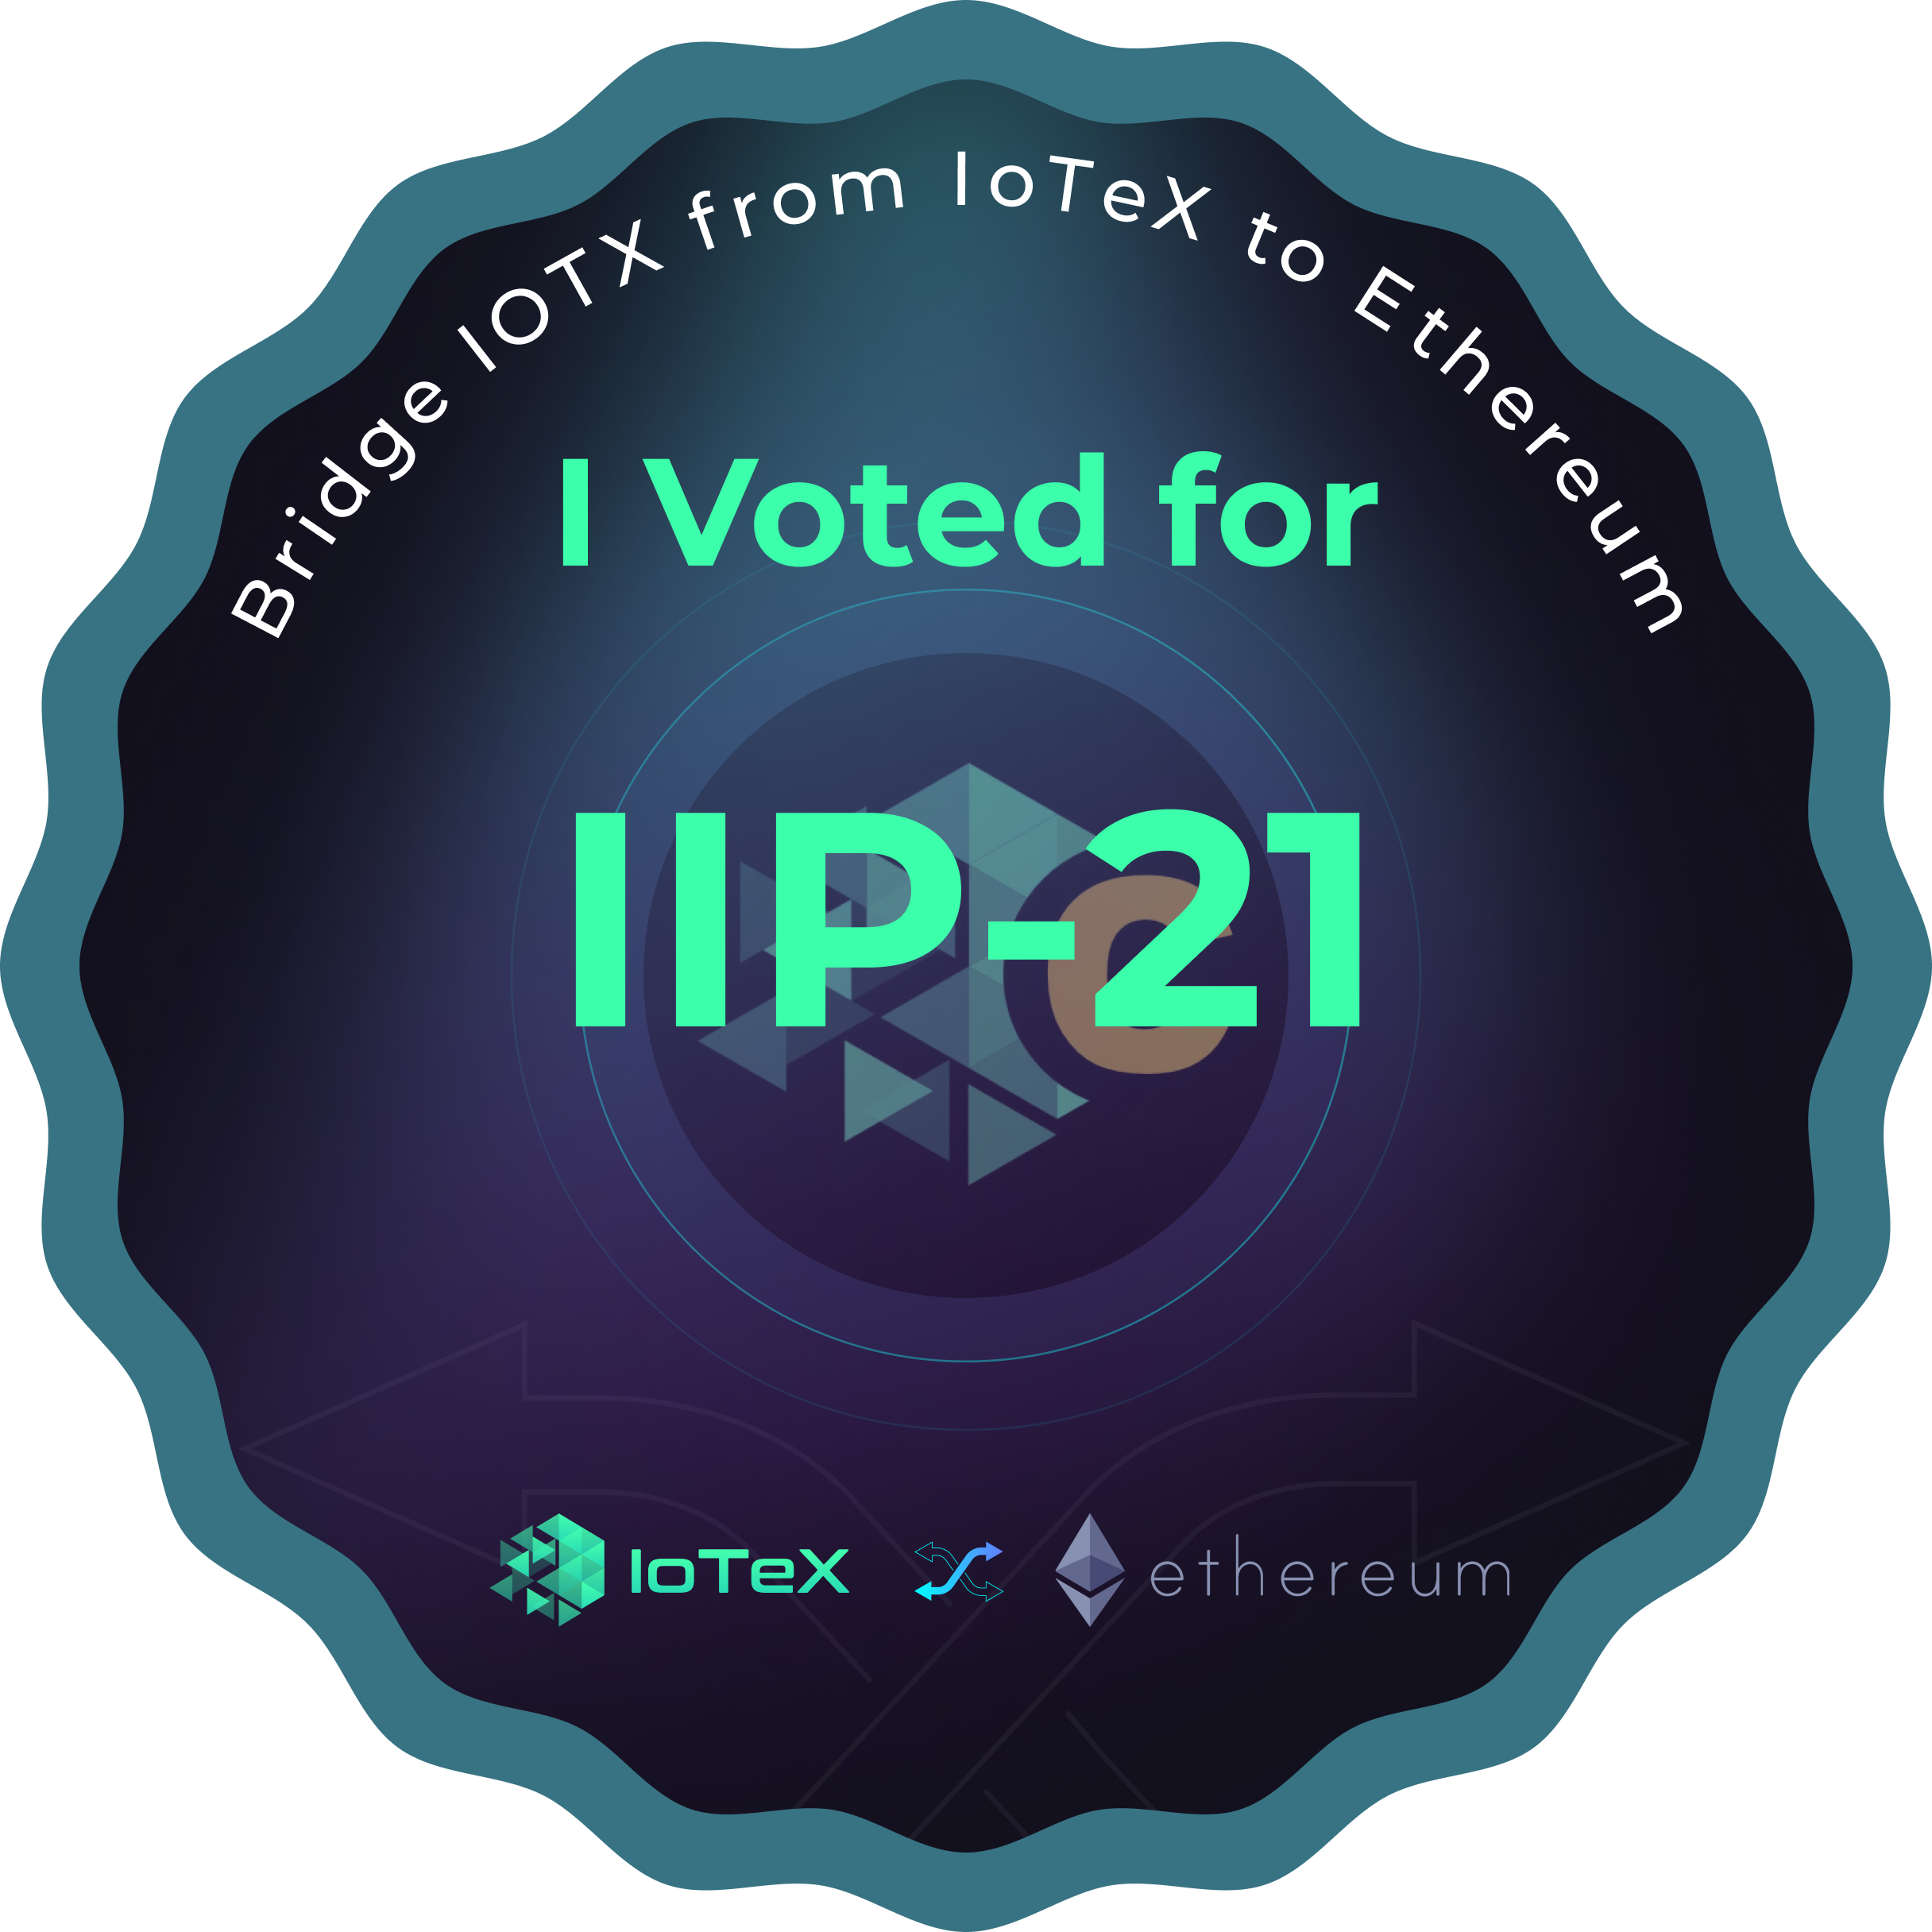 Bridge IOTX from IoTeX to Ethereum
I Voted for
IIP-21
IoTeX
ethereum